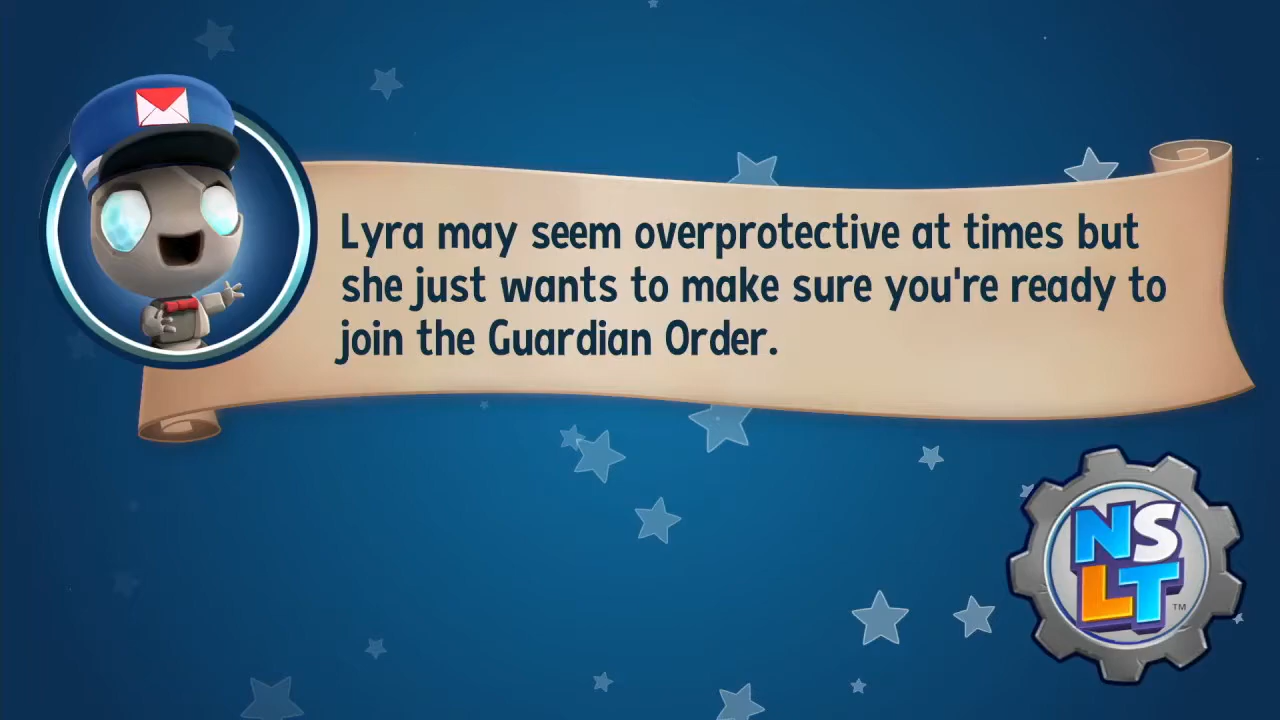 Lyra may seem overprotective at times but
she just wants to make sure you're ready to
join the Guardian Order.
NS
LT
TM